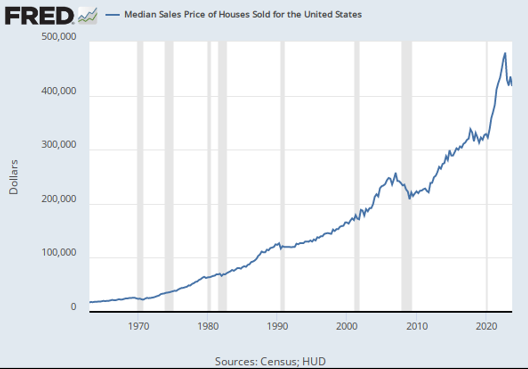 FRED
Median Sales Price of Houses Sold for the United States
500,000
400,000
300,000
200,000
100,000
0
Dollars
1970 1980 1990 2000 2010 2020
Sources: Census; HUD